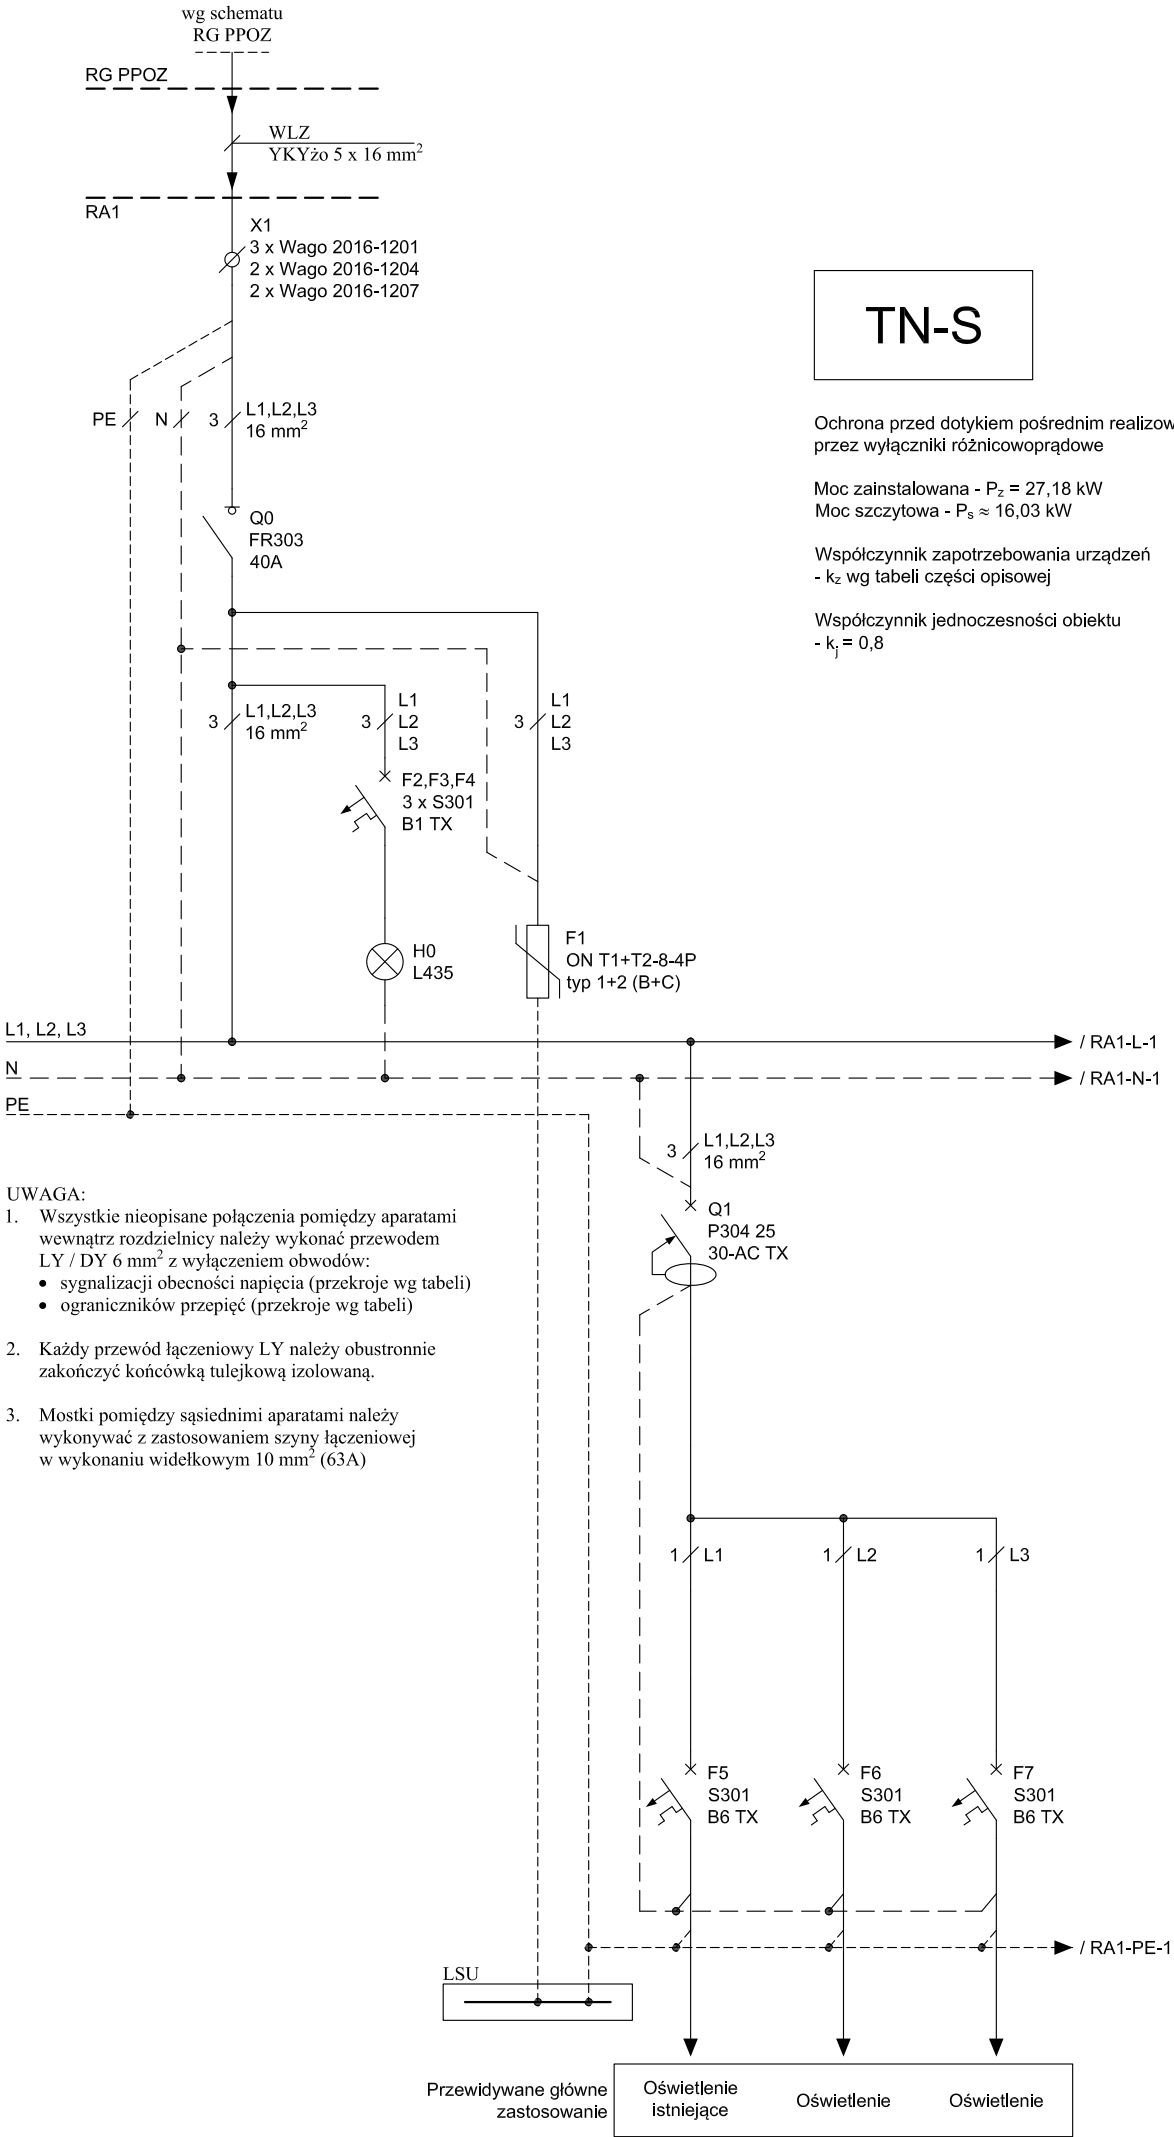 wg schematu
RG PPOZ
RG PPOZ
WLZ
YKYżo 5 x 16 mm²
RA1
X1
3 x Wago 2016-1201
2 x Wago 2016-1204
2 x Wago 2016-1207
TN-S
PE
N
3
L1,L2,L3
16 mm²
Ochrona przed dotykiem pośrednim realizow
przez wyłączniki różnicowoprądowe
Moc zainstalowana - Pz = 27,18 kW
Moc szczytowa - Ps ≈ 16,03 kW
Współczynnik zapotrzebowania urządzeń
- kz wg tabeli części opisowej
Współczynnik jednoczesności obiektu
- kj = 0,8
Q0
FR303
40A
3
L1,L2,L3
16 mm²
3
L1
L2
L3
3
L1
L2
L3
F2,F3,F4
3 x S301
B1 TX
H0
L435
F1
ON T1+T2-8-4P
typ 1+2 (B+C)
L1, L2, L3
/ RA1-L-1
N
/ RA1-N-1
PE
3
L1,L2,L3
16 mm²
Q1
P304 25
30-AC TX
UWAGA:
1. Wszystkie nieopisane połączenia pomiędzy aparatami
wewnątrz rozdzielnicy należy wykonać przewodem
LY / DY 6 mm² z wyłączeniem obwodów:
• sygnalizacji obecności napięcia (przekroje wg tabeli)
• ograniczników przepięć (przekroje wg tabeli)
2. Każdy przewód łączeniowy LY należy obustronnie
zakończyć końcówką tulejkową izolowaną.
3. Mostki pomiędzy sąsiednimi aparatami należy
wykonywać z zastosowaniem szyny łączeniowej
w wykonaniu widełkowym 10 mm² (63A)
1
L1
1
L2
1
L3
F5
S301
B6 TX
F6
S301
B6 TX
F7
S301
B6 TX
/ RA1-PE-1
LSU
Przewidywane główne
zastosowanie
Oświetlenie
istniejące
Oświetlenie
Oświetlenie